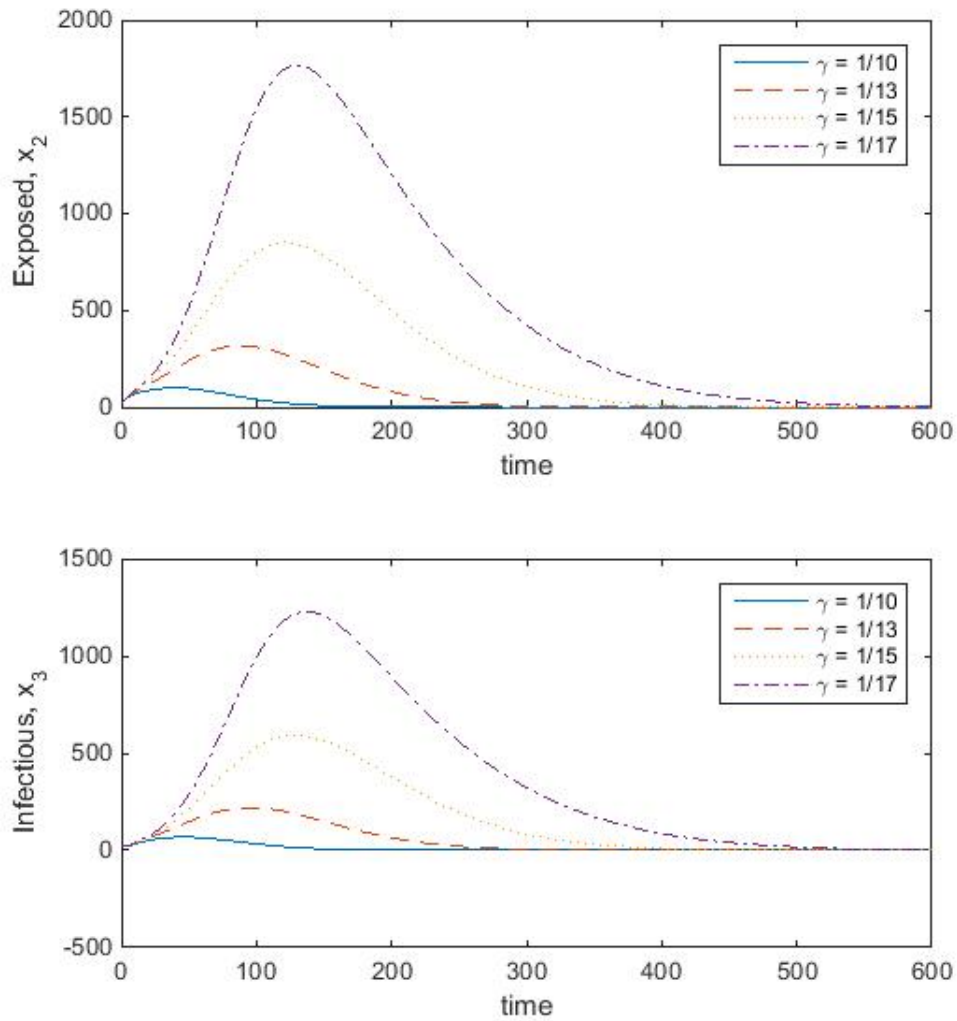 2000
1500
1000
500
0
Exposed, x2
γ = 1/10
γ = 1/13
γ = 1/15
γ = 1/17
0 100 200 300 400 500 600
time
1500
1000
500
0
-500
Infectious, x3
γ = 1/10
γ = 1/13
γ = 1/15
γ = 1/17
0 100 200 300 400 500 600
time